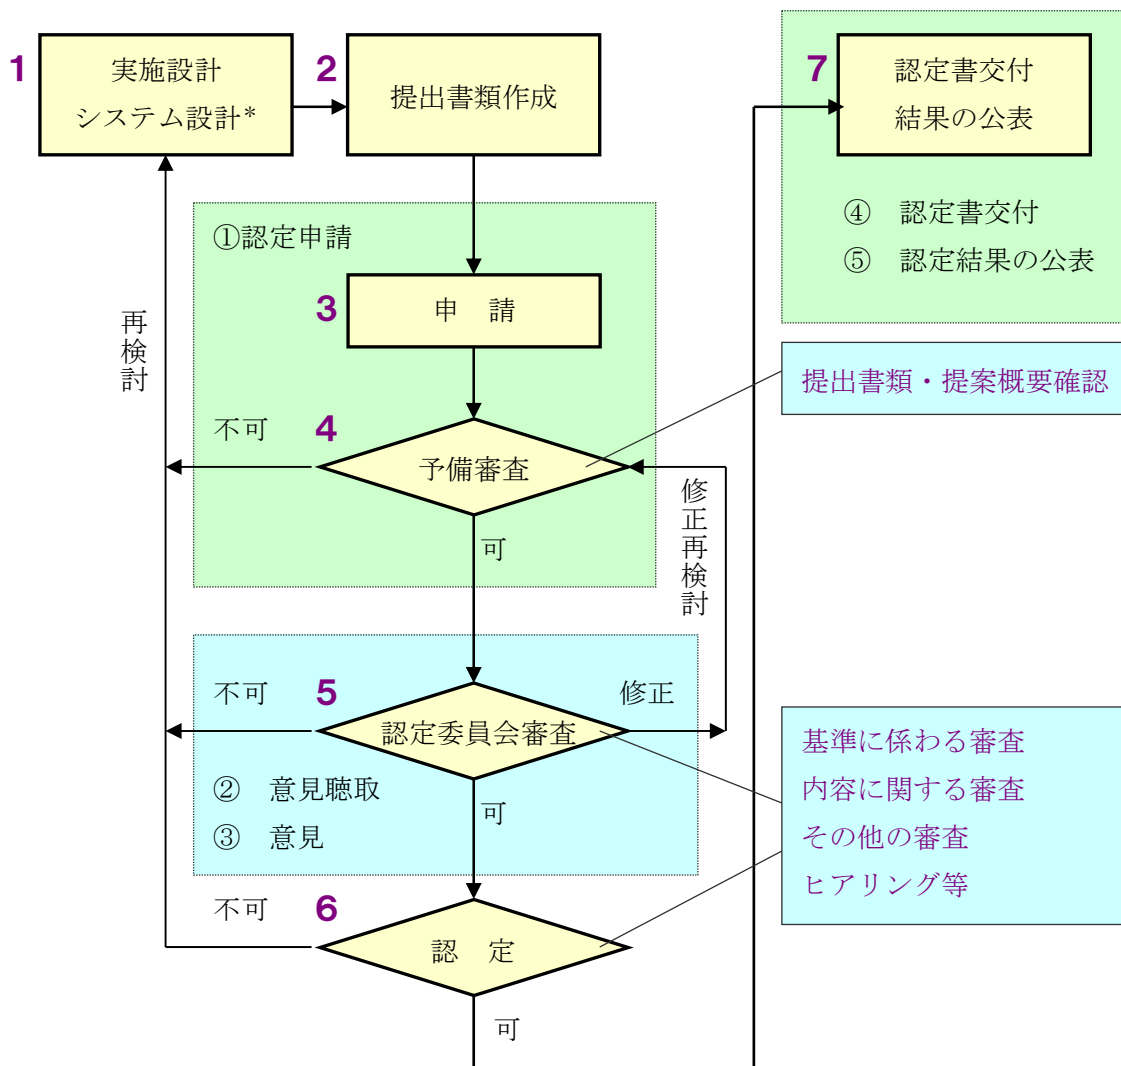 1
実施設計
システム設計*
2
提出書類作成
7
認定書交付
結果の公表
④ 認定書交付
⑤ 認定結果の公表
①認定申請
3
申 請
再検討
提出書類・提案概要確認
不可
4
予備審査
修正再検討
可
不可
5
修正
認定委員会審査
② 意見聴取
③ 意見
可
基準に係わる審査
内容に関する審査
その他の審査
ヒアリング等
不可
6
認 定
可